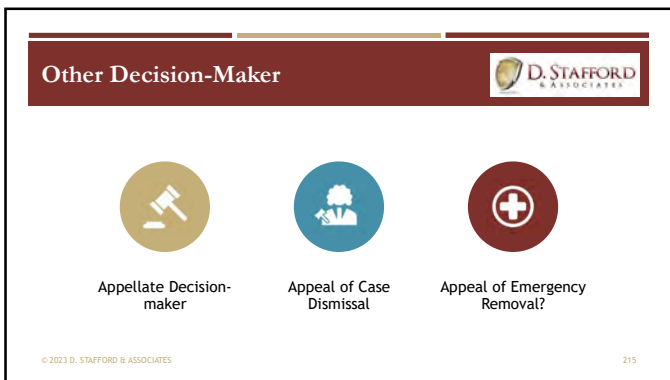 Other Decision-Maker
D. STAFFORD
& ASSOCIATES
Appellate Decision-
maker
Appeal of Case
Dismissal
Appeal of Emergency
Removal?
© 2023 D. STAFFORD & ASSOCIATES
215